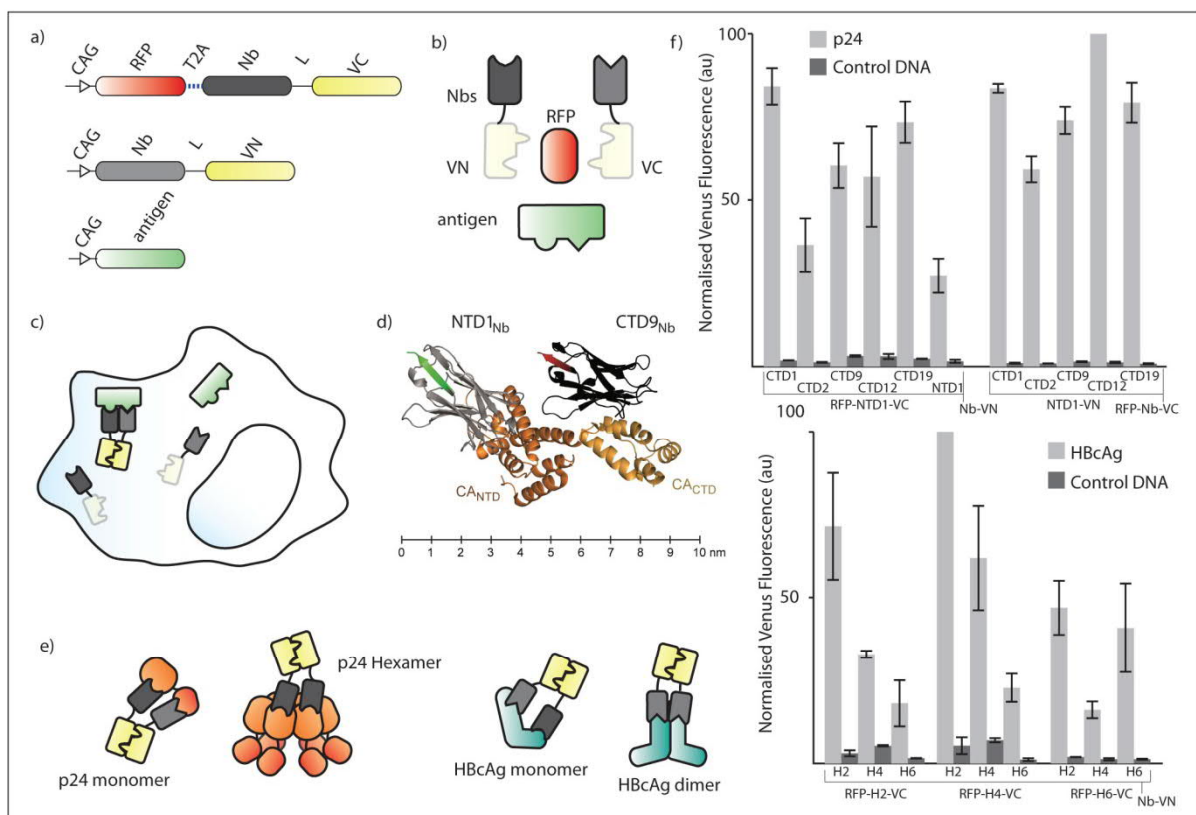 a)
CAG RFP T2A Nb L VC
CAG Nb L VN
CAG antigen
b)
Nbs
RFP
VN VC
antigen
c)
d)
NTD1Nb CTD9Nb
CANTD CACTD
0 1 2 3 4 5 6 7 8 9 10 nm
e)
p24 monomer
p24 Hexamer
HBcAg monomer
HBcAg dimer
f)
Normalised Venus Fluorescence (au)
100
50
p24
Control DNA
CTD1 CTD2 CTD9 CTD12 CTD19 NTD1 Nb-VN
RFP-NTD1-VC
CTD1 CTD2 CTD9 CTD12 CTD19 RFP-Nb-VC
NTD1-VN
Normalised Venus Fluorescence (au)
100
50
HBcAg
Control DNA
H2 H4 H6 H2 H4 H6 H2 H4 H6
RFP-H2-VC RFP-H4-VC RFP-H6-VC Nb-VN